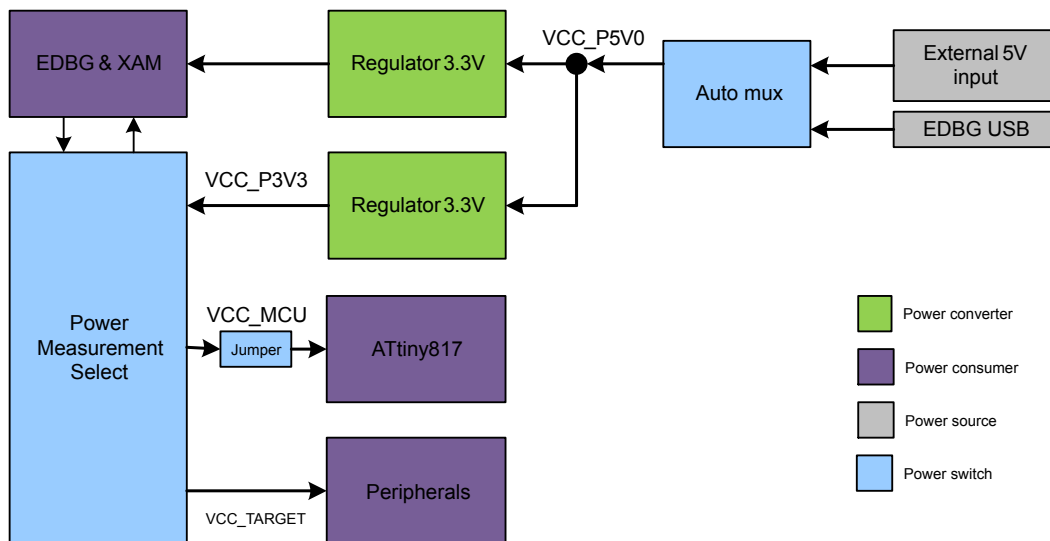 EDBG & XAM
Regulator 3.3V
VCC_P5V0
Auto mux
External 5V
input
EDBG USB
VCC_P3V3
Regulator 3.3V
Power
Measurement
Select
VCC_MCU
Jumper
ATtiny817
Peripherals
VCC_TARGET
Power converter
Power consumer
Power source
Power switch